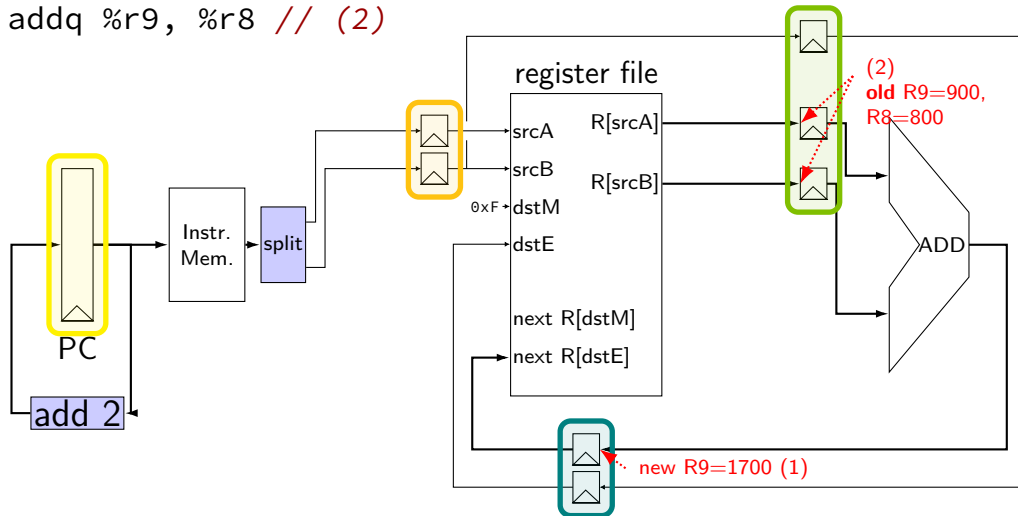 addq %r9, %r8 // (2)
register file
(2)
old R9=900,
R8=800
srcA
R[srcA]
srcB
R[srcB]
0xF
dstM
Instr.
Mem.
split
dstE
ADD
next R[dstM]
PC
next R[dstE]
add 2
new R9=1700 (1)